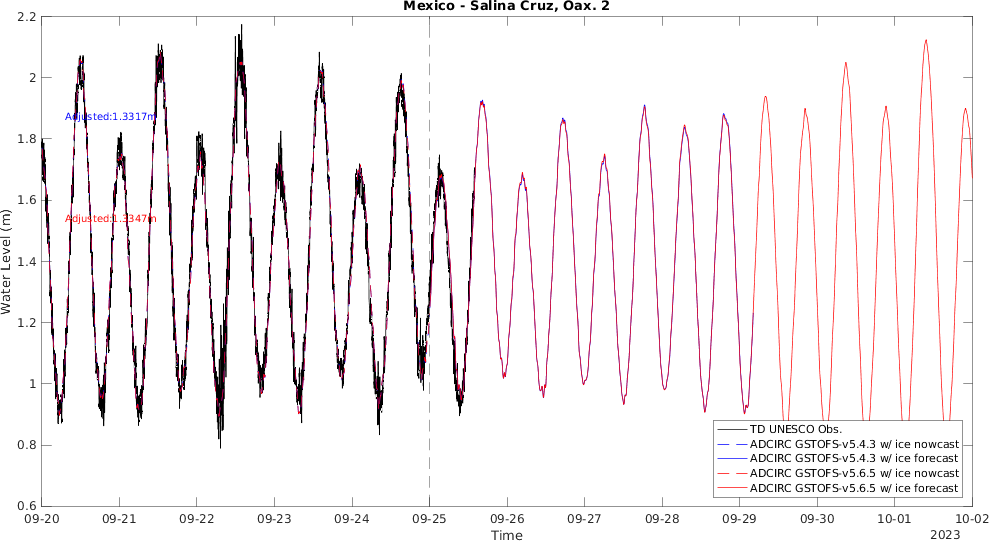 Mexico - Salina Cruz, Oax. 2
2.2
2
1.8
1.6
1.4
1.2
1
0.8
0.6
Water Level (m)
Adjusted:1.3317m
Adjusted:1.3347m
TD UNESCO Obs.
ADCIRC GSTOFS-v5.4.3 w/ ice nowcast
ADCIRC GSTOFS-v5.4.3 w/ ice forecast
ADCIRC GSTOFS-v5.6.5 w/ ice nowcast
ADCIRC GSTOFS-v5.6.5 w/ ice forecast
09-20 09-21 09-22 09-23 09-24 09-25 09-26 09-27 09-28 09-29 09-30 10-01 10-02
Time
2023